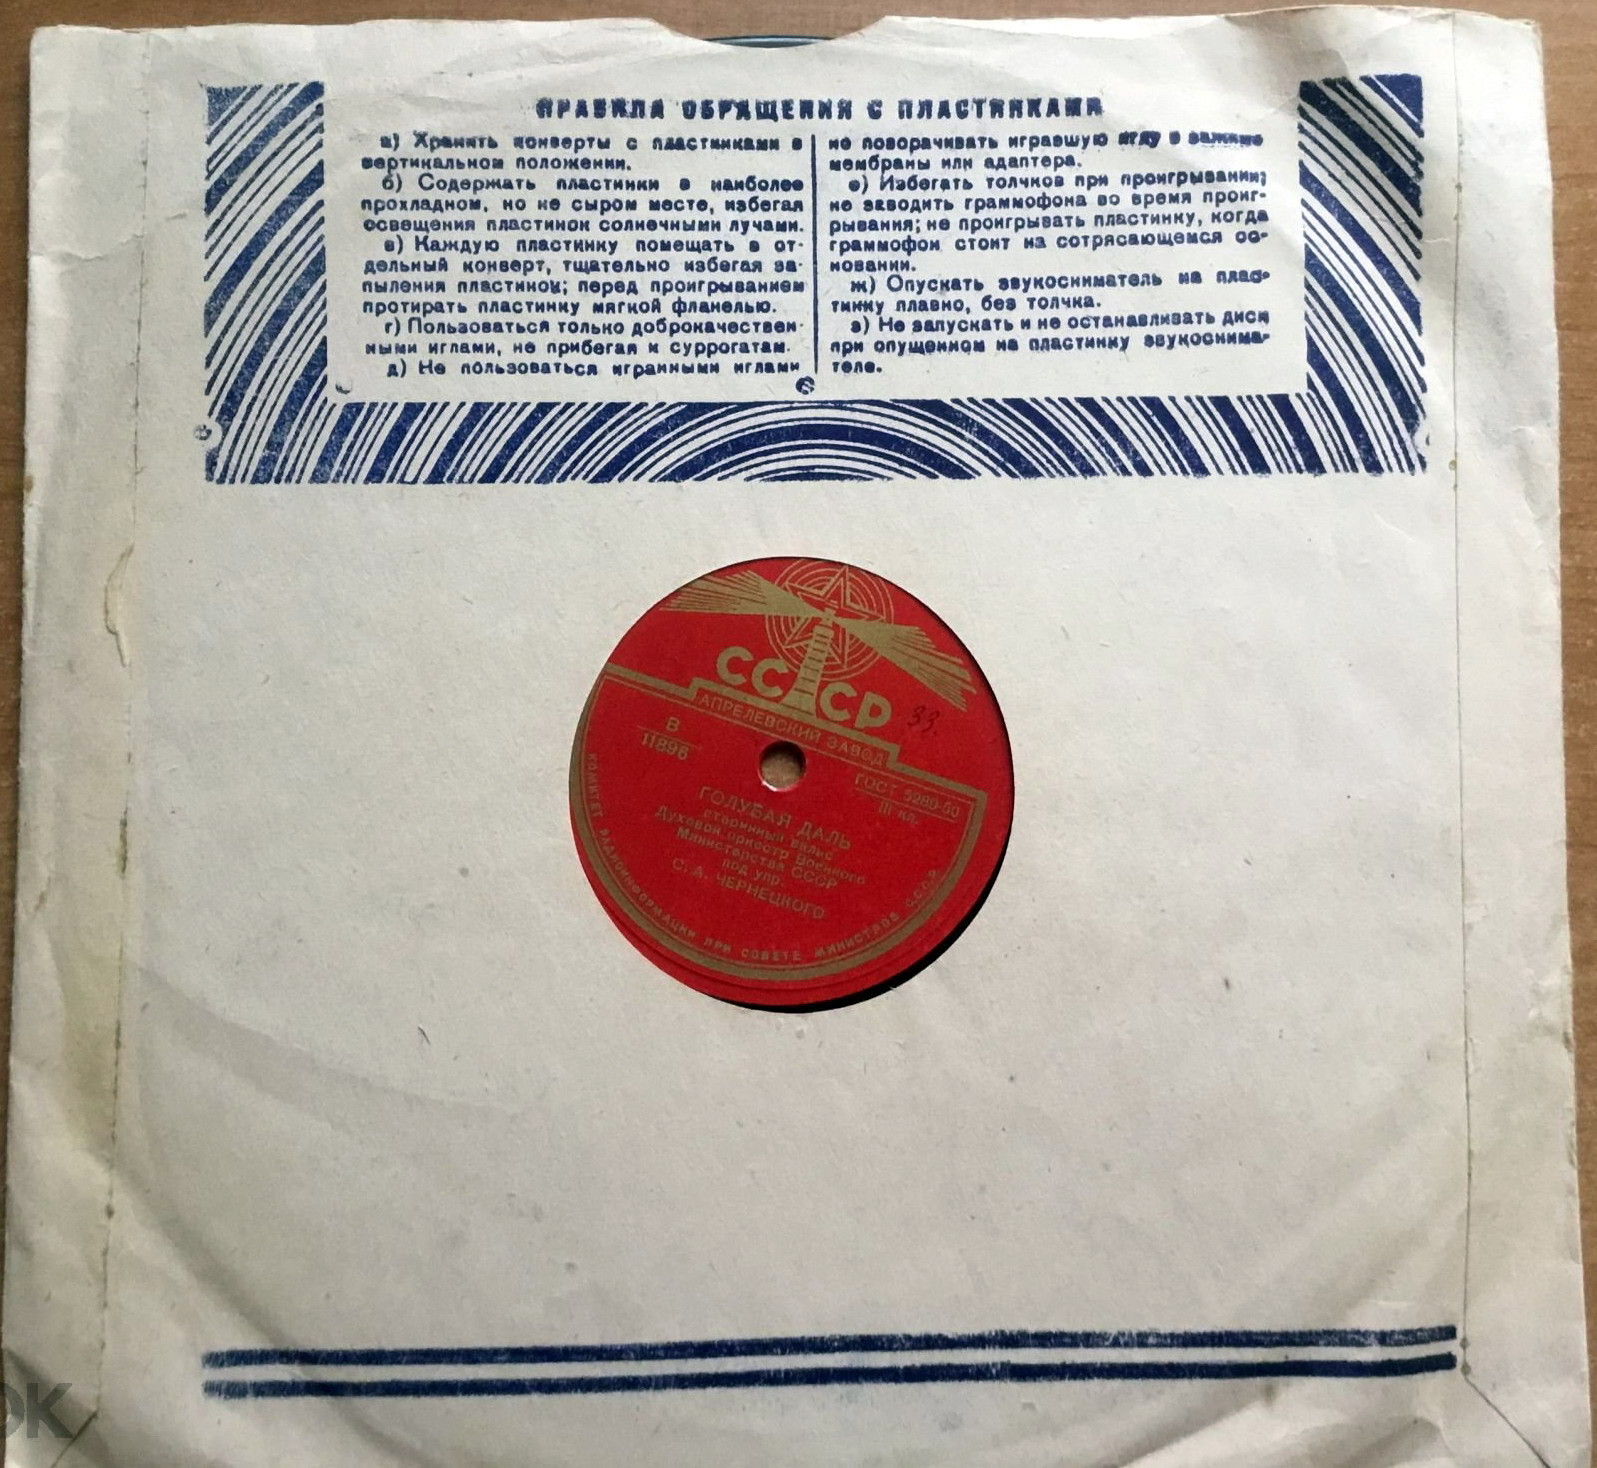 ПРАВИЛА ОБРАЩЕНИЯ С ПЛАСТИНКАМИ
а) Хранить конверты с пластинками в
вертикальном положении.
б) Содержать пластинки в наиболее
прохладном, но не сыром месте, избегая
освещения пластинок солнечными лучами.
в) Каждую пластинку помещать в от-
дельный конверт, тщательно избегая за-
пыления пластинок; перед проигрыванием
протирать пластинку мягкой фланелью.
г) Пользоваться только доброкачествен-
ными иглами, не прибегая к суррогатам.
д) Не пользоваться игранными иглами
не поворачивать игравшую иглу в зажиме
мембраны или адаптера.
е) Избегать толчков при проигрывании;
не заводить граммофона во время проиг-
рывания; не проигрывать пластинку, когда
граммофон стоит на сотрясающемся ос-
новании.
ж) Опускать звукосниматель на плас-
тинку плавно, без толчка.
з) Не запускать и не останавливать диск
при опущенном на пластинку звукоснима-
теле.
СССР
33.
АПРЕЛЕВСКИЙ ЗАВОД
В
11896
ГОСТ 5289-50
III кл.
ГОЛУБАЯ ДАЛЬ
старинный вальс
Духовой оркестр Военного
Министерства СССР
под упр.
С. А. ЧЕРНЕЦКОГО
КОМИТЕТ РАДИОИНФОРМАЦИИ ПРИ СОВЕТЕ МИНИСТРОВ С.С.С.Р.
ОК